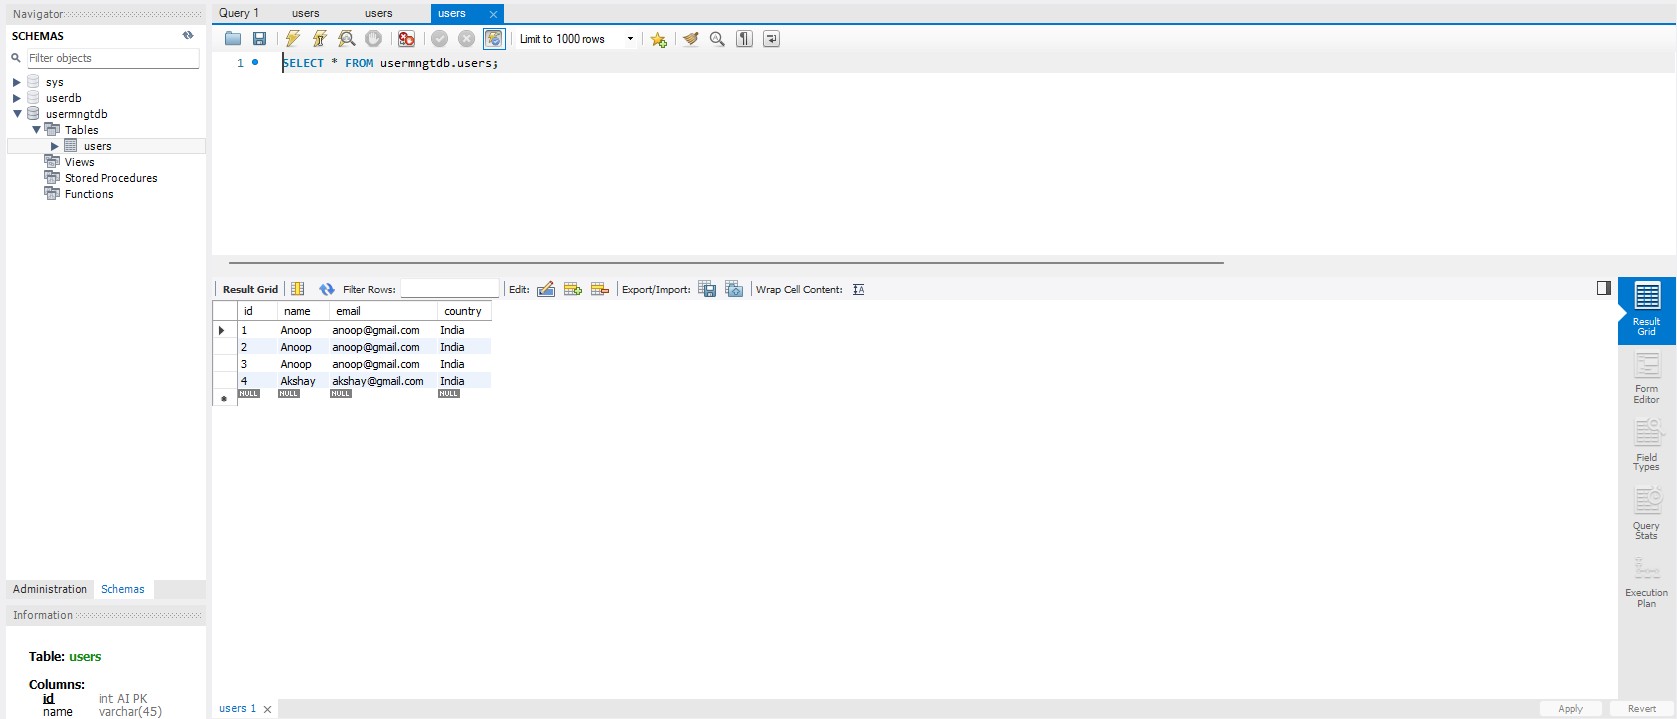 Navigator
SCHEMAS
Filter objects
sys
userdb
usermngtdb
Tables
users
Views
Stored Procedures
Functions
Administration Schemas
Information
Table: users
Columns:
id int AI PK
name varchar(45)
Query 1 users users users
Limit to 1000 rows
1 SELECT * FROM usermngtdb.users;
Result Grid Filter Rows: Edit: Export/Import: Wrap Cell Content:
id name email country
1 Anoop anoop@gmail.com India
2 Anoop anoop@gmail.com India
3 Anoop anoop@gmail.com India
4 Akshay akshay@gmail.com India
NULL NULL NULL NULL
Result
Grid
Form
Editor
Field
Types
Query
Stats
Execution
Plan
users 1
Apply Revert